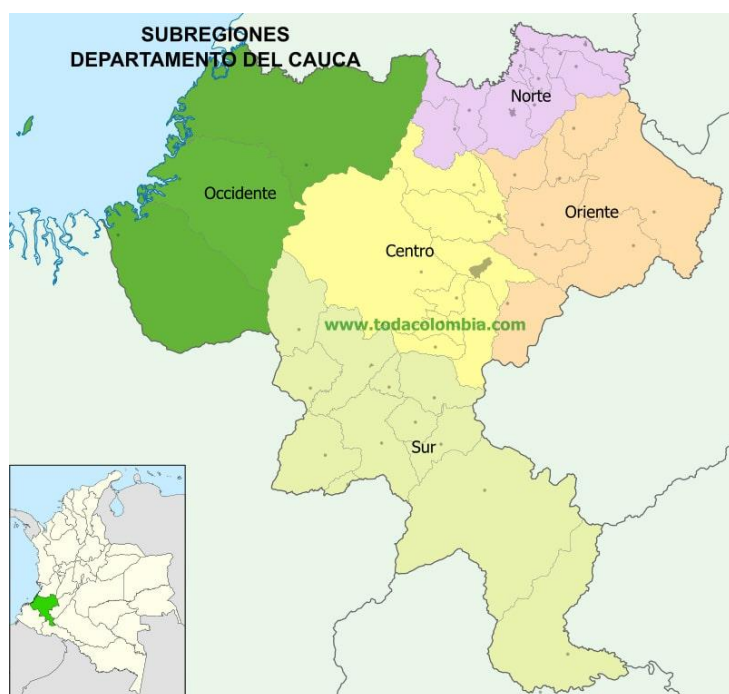 SUBREGIONES
DEPARTAMENTO DEL CAUCA
Norte
Occidente
Oriente
Centro
www.todacolombia.com
Sur